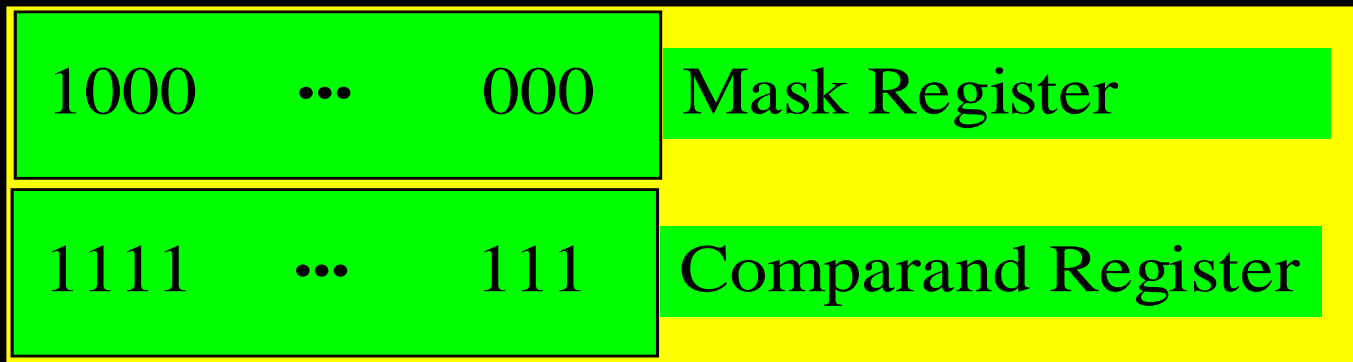 1000 ••• 000 Mask Register
1111 ••• 111 Comparand Register